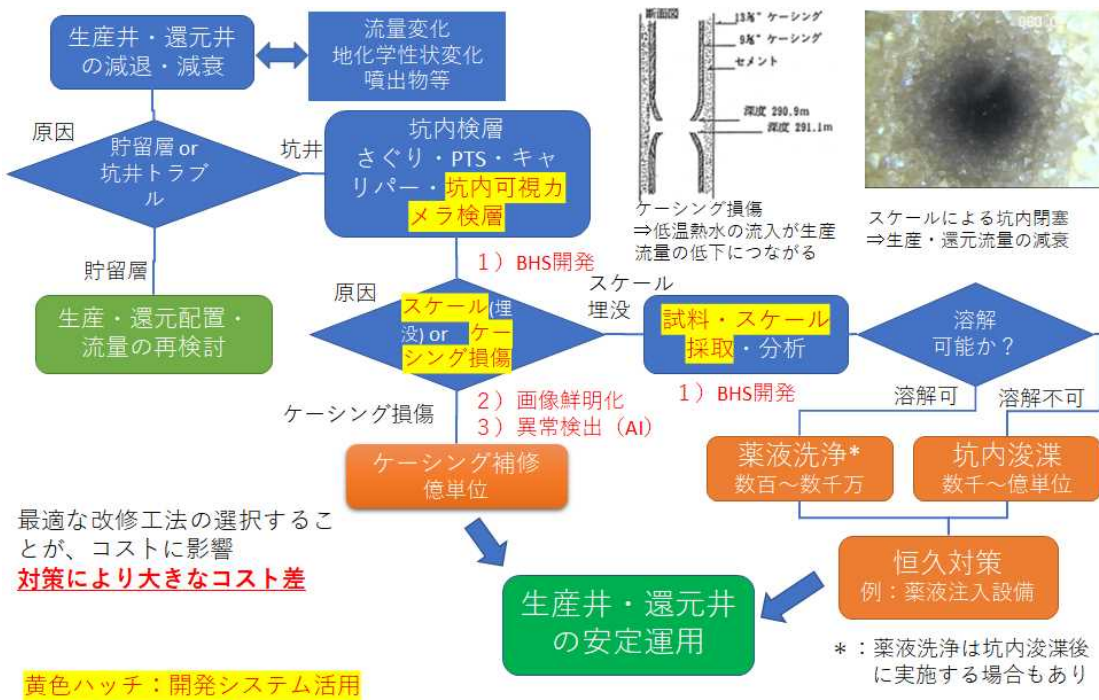 生産井・還元井
の減退・減衰
流量変化
地化学性状変化
噴出物等
原因
貯留層 or
坑井トラブ
ル
坑井
坑内検層
さぐり・PTS・キャ
リパー・坑内可視カ
メラ検層
断面図
13⅜" ケーシング
9⅝" ケーシング
セメント
深度 290.9m
深度 291.1m
ケーシング損傷
⇒低温熱水の流入が生産
流量の低下につながる
スケールによる坑内閉塞
⇒生産・還元流量の減衰
貯留層
生産・還元配置・
流量の再検討
1）BHS開発
原因
スケール(埋
没) or ケー
シング損傷
スケール
埋没
試料・スケール
採取・分析
1）BHS開発
溶解
可能か？
溶解可
溶解不可
ケーシング損傷
2）画像鮮明化
3）異常検出（AI）
ケーシング補修
億単位
薬液洗浄*
数百～数千万
坑内浚渫
数千～億単位
最適な改修工法の選択するこ
とが、コストに影響
対策により大きなコスト差
恒久対策
例：薬液注入設備
生産井・還元井
の安定運用
*：薬液洗浄は坑内浚渫後
に実施する場合もあり
黄色ハッチ：開発システム活用